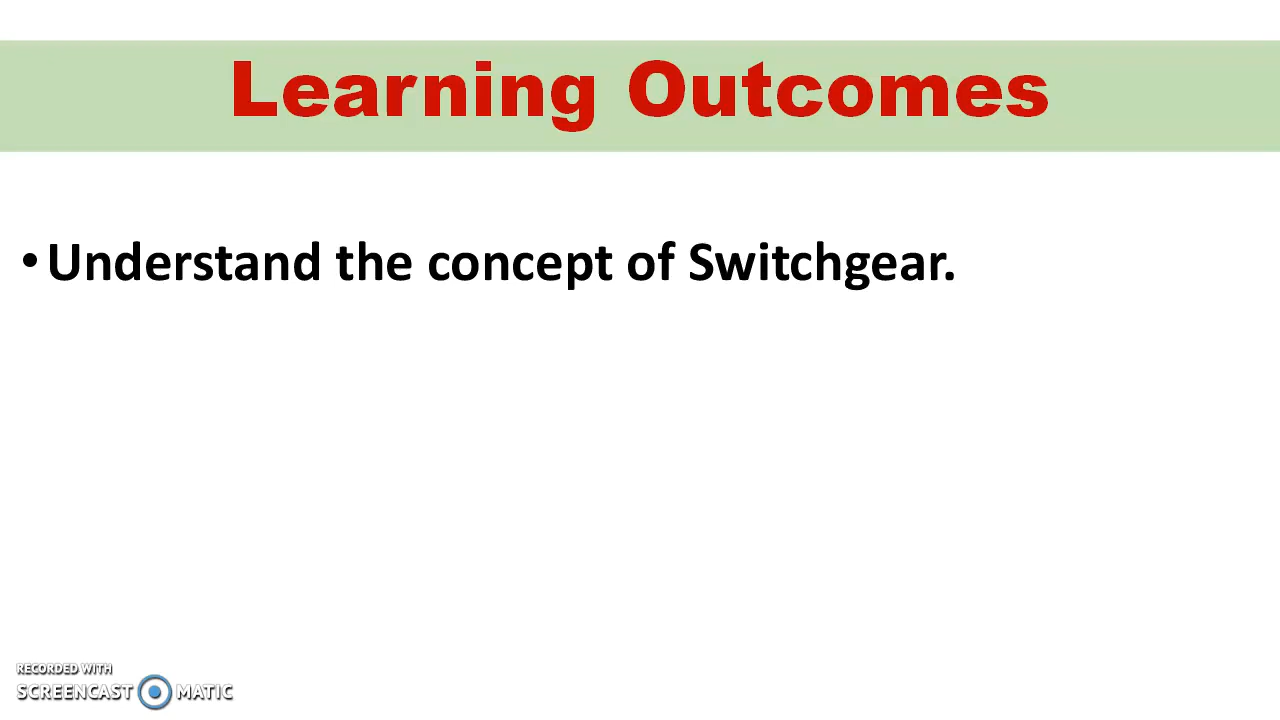 Learning Outcomes
•Understand the concept of Switchgear.
RECORDED WITH
SCREENCAST MATIC